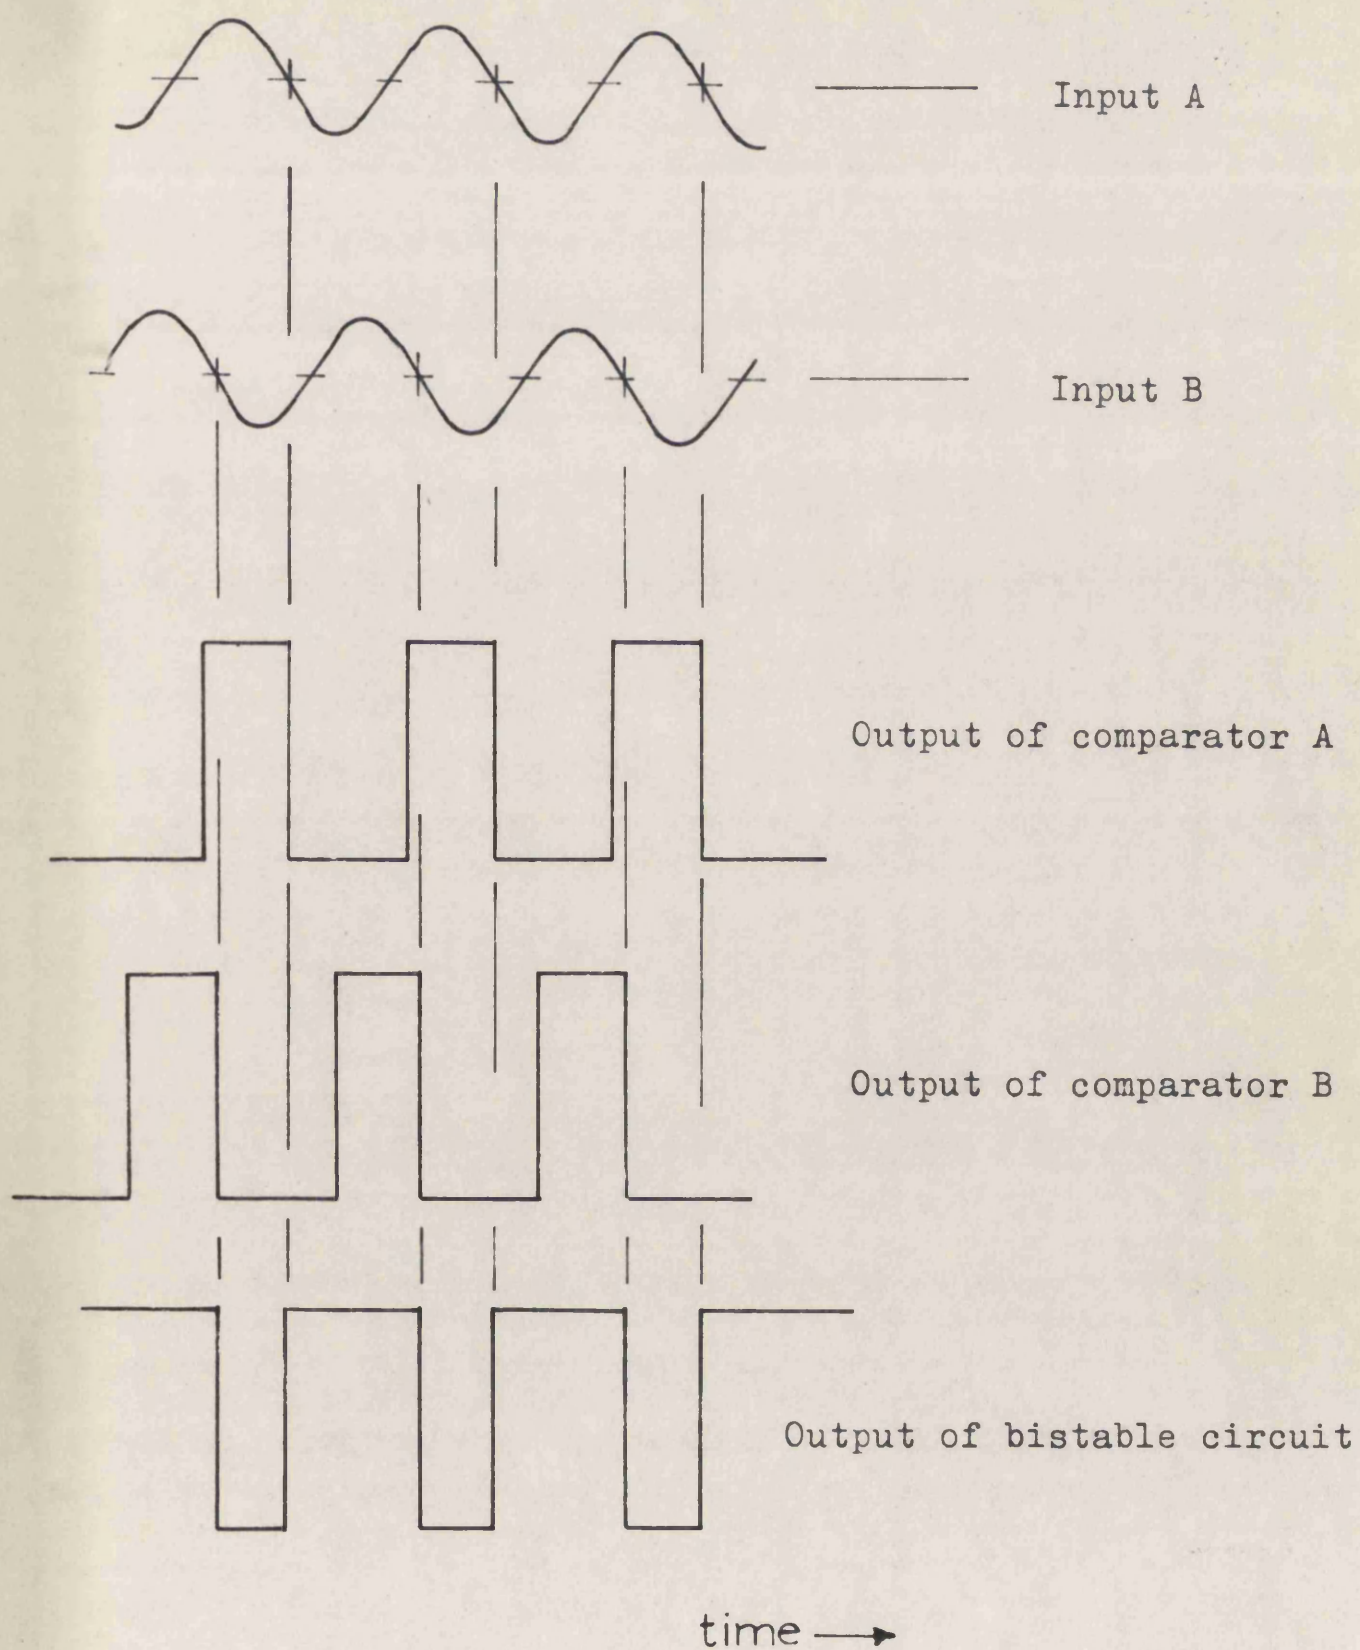 Input A
Input B
Output of comparator A
Output of comparator B
Output of bistable circuit
time